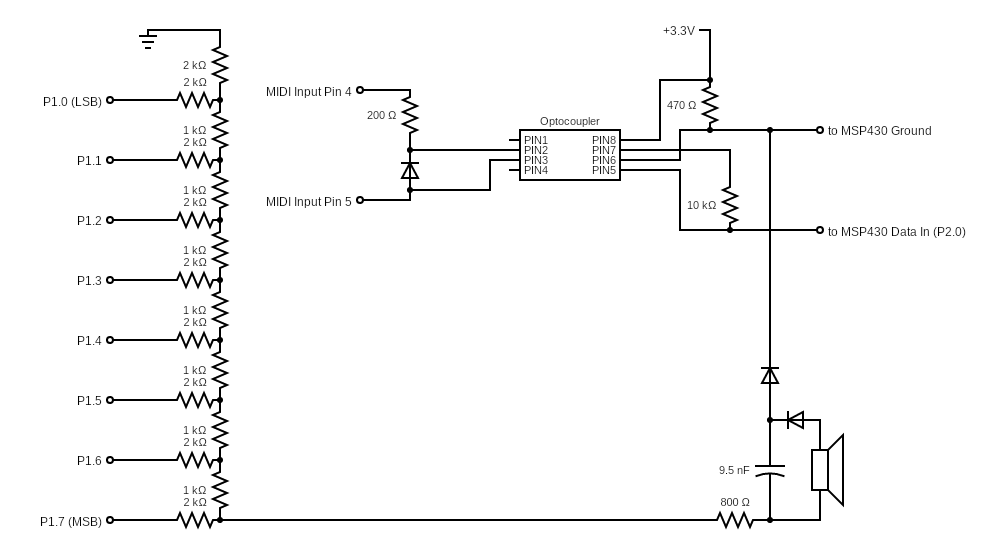 +3.3V
2 kΩ
2 kΩ
P1.0 (LSB)
MIDI Input Pin 4
200 Ω
470 Ω
Optocoupler
1 kΩ
2 kΩ
P1.1
PIN1 PIN8
PIN2 PIN7
PIN3 PIN6
PIN4 PIN5
to MSP430 Ground
1 kΩ
2 kΩ
MIDI Input Pin 5
10 kΩ
P1.2
to MSP430 Data In (P2.0)
1 kΩ
2 kΩ
P1.3
1 kΩ
2 kΩ
P1.4
1 kΩ
2 kΩ
P1.5
1 kΩ
2 kΩ
P1.6
9.5 nF
1 kΩ
2 kΩ
800 Ω
P1.7 (MSB)